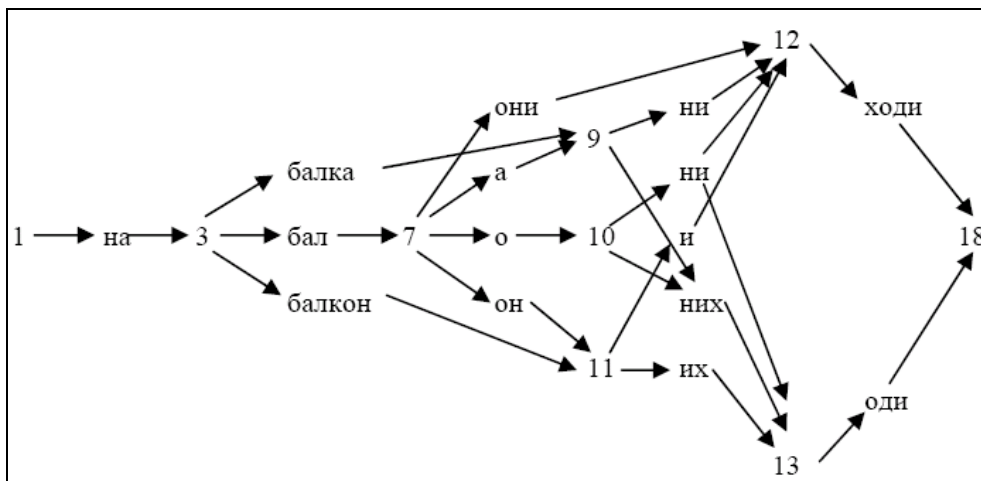 12
они ни ходи
9
балка а ни
1 на 3 бал 7 о 10 и 18
балкон он них
11 их
оди
13